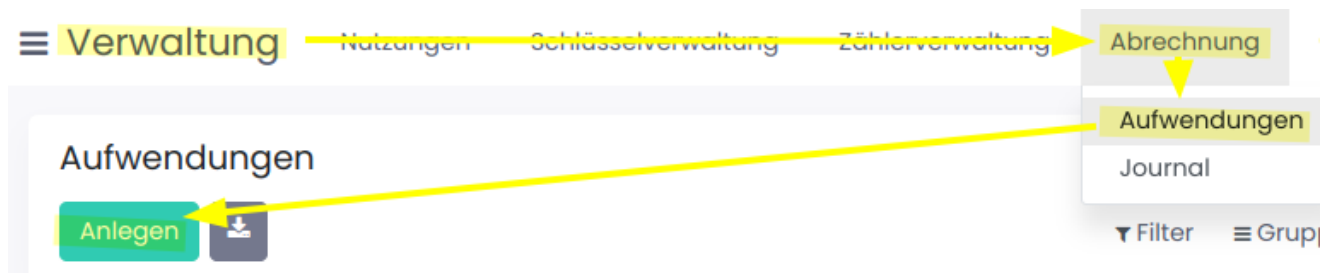 Verwaltung Nutzungen Schlüsselverwaltung Zählerverwaltung Abrechnung
Aufwendungen
Journal
Aufwendungen
Anlegen
Filter